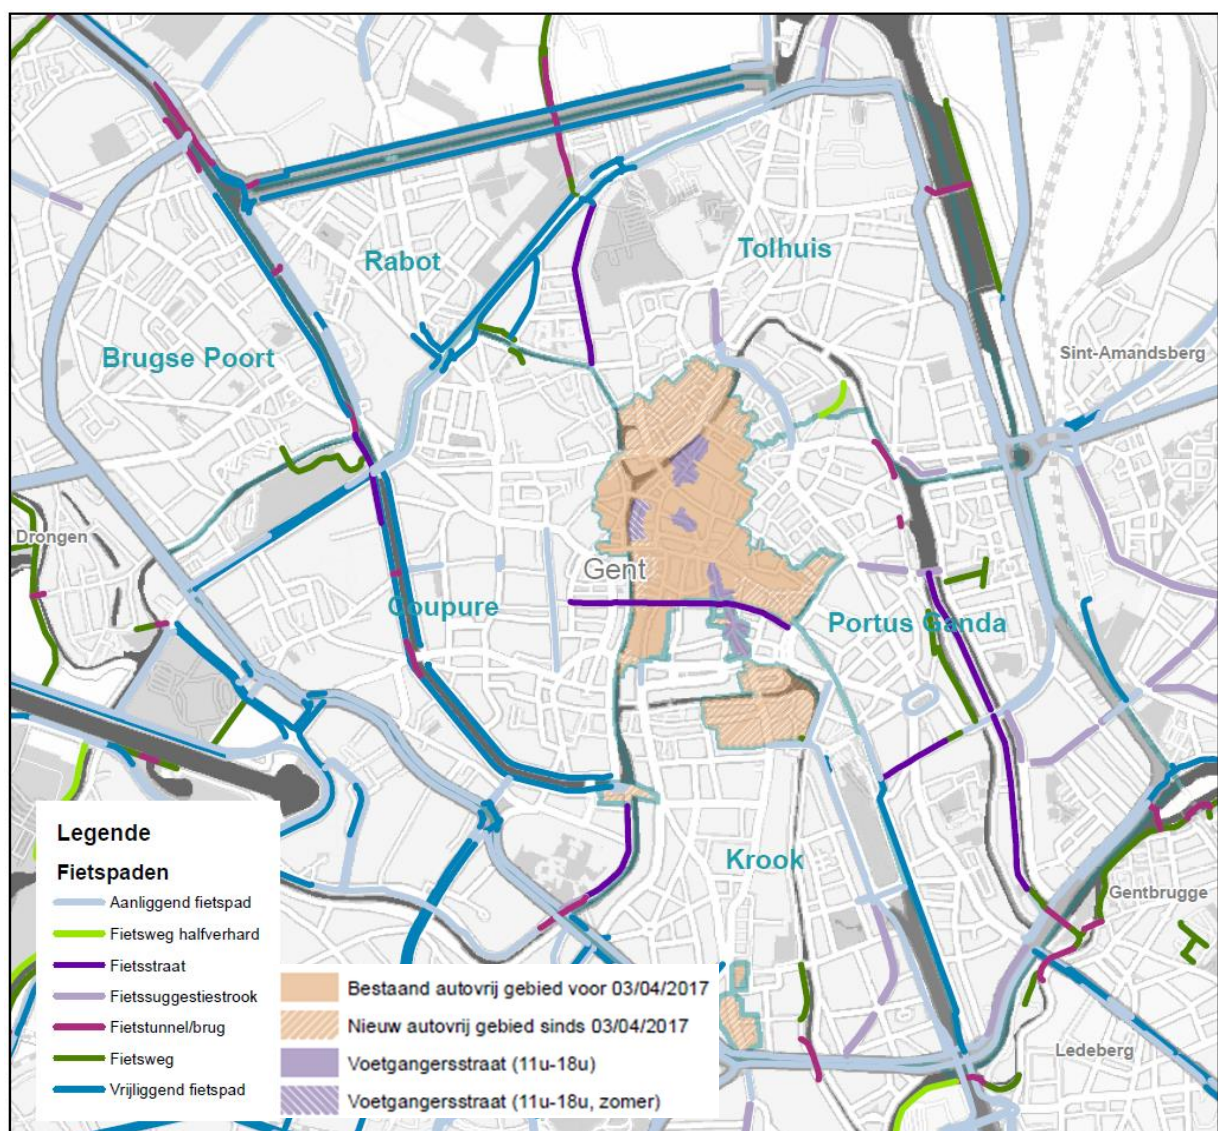 Rabot
Tolhuis
Brugse Poort
Sint-Amandsberg
Drongen
Gent
Coupure
Portus Ganda
Krook
Gentbrugge
Ledeberg
Legende
Fietspaden
Aanliggend fietspad
Fietsweg halfverhard
Fietsstraat
Fietssuggestiestrook
Fietstunnel/brug
Fietsweg
Vrijliggend fietspad
Bestaand autovrij gebied voor 03/04/2017
Nieuw autovrij gebied sinds 03/04/2017
Voetgangersstraat (11u-18u)
Voetgangersstraat (11u-18u, zomer)